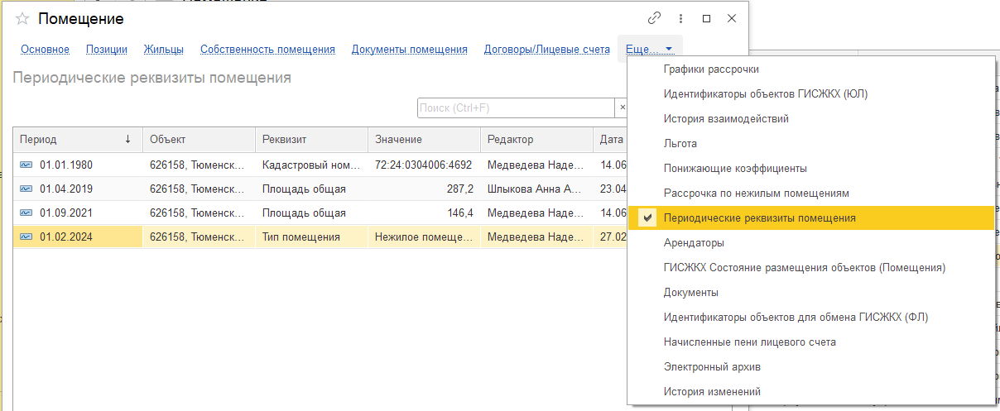 Помещение
Основное Позиции Жильцы Собственность помещения Документы помещения Договоры/Лицевые счета Еще...
Периодические реквизиты помещения
Поиск (Ctrl+F) ×
Период ↓ Объект Реквизит Значение Редактор Дата
01.01.1980 626158, Тюменск... Кадастровый ном... 72:24:0304006:4692 Медведева Наде... 14.06
01.04.2019 626158, Тюменск... Площадь общая 287,2 Шлыкова Анна А... 23.04
01.09.2021 626158, Тюменск... Площадь общая 146,4 Медведева Наде... 14.06
01.02.2024 626158, Тюменск... Тип помещения Нежилое помеще... Медведева Наде... 27.02
Графики рассрочки
Идентификаторы объектов ГИСЖКХ (ЮЛ)
История взаимодействий
Льгота
Понижающие коэффициенты
Рассрочка по нежилым помещениям
Периодические реквизиты помещения
Арендаторы
ГИСЖКХ Состояние размещения объектов (Помещения)
Документы
Идентификаторы объектов для обмена ГИСЖКХ (ФЛ)
Начисленные пени лицевого счета
Электронный архив
История изменений